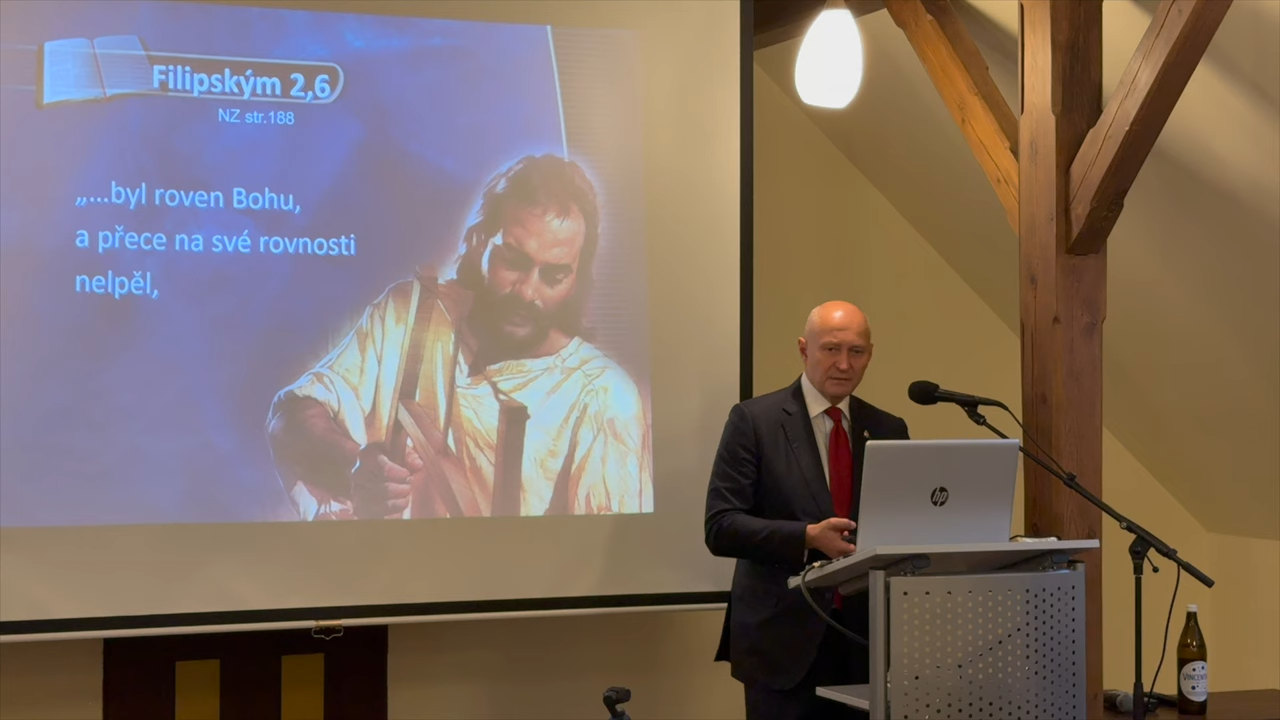 Filipským 2,6
NZ str.188
„...byl roven Bohu,
a přece na své rovnosti
nelpěl,
hp